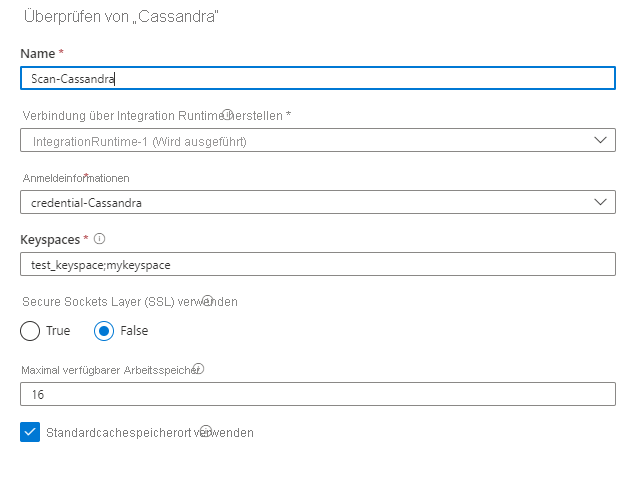 Überprüfen von „Cassandra“
Name *
Scan-Cassandra
Verbindung über Integration Runtime herstellen *
IntegrationRuntime-1 (Wird ausgeführt)
Anmeldeinformationen *
credential-Cassandra
Keyspaces *
test_keyspace;mykeyspace
Secure Sockets Layer (SSL) verwenden
True False
Maximal verfügbarer Arbeitsspeicher
16
Standardcachespeicherort verwenden